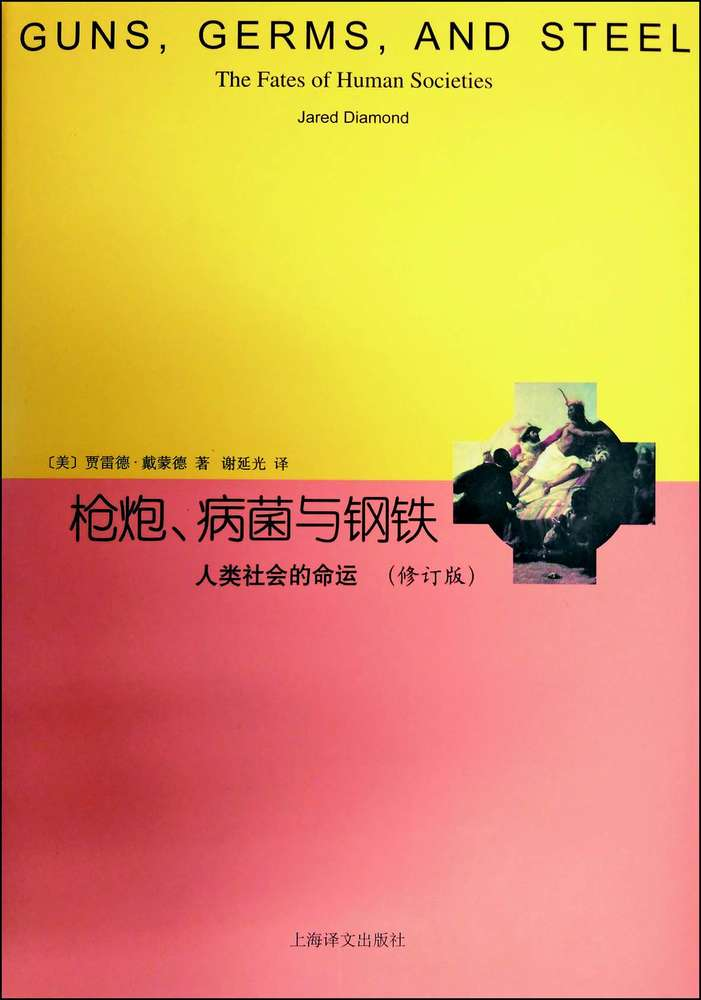 GUNS, GERMS, AND STEEL
The Fates of Human Societies
Jared Diamond
〔美〕贾雷德·戴蒙德 著 谢延光 译
枪炮、病菌与钢铁
人类社会的命运 （修订版）
上海译文出版社